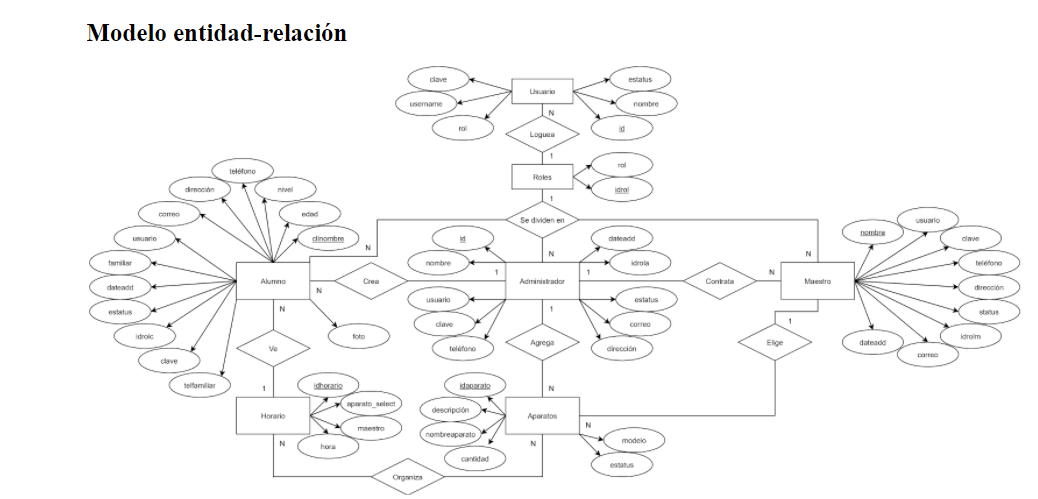 Modelo entidad-relación
clave
Usuario
estatus
username
nombre
rol
N
id
Loguea
1
Roles
rol
idrol
1
Se dividen en
teléfono
dirección
nivel
correo
edad
usuario
clinombre
familiar
dateadd
estatus
idrolc
clave
telfamiliar
Alumno
foto
N
N
Crea
1
id
nombre
dateadd
idrola
N
Administrador
1
usuario
clave
teléfono
estatus
correo
dirección
1
Contrata
N
N
Maestro
nombre
usuario
clave
teléfono
dirección
status
idrolm
correo
dateadd
1
N
Ve
1
Agrega
N
Elige
Horario
idhorario
aparato_select
maestro
hora
N
idaparato
descripción
nombreaparato
cantidad
Aparatos
N
modelo
estatus
N
Organiza